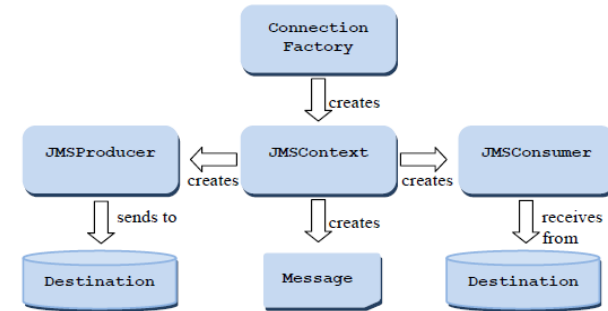 Connection
Factory
creates
JMSProducer
JMSContext
JMSConsumer
creates
creates
sends to
creates
receives
from
Destination
Message
Destination